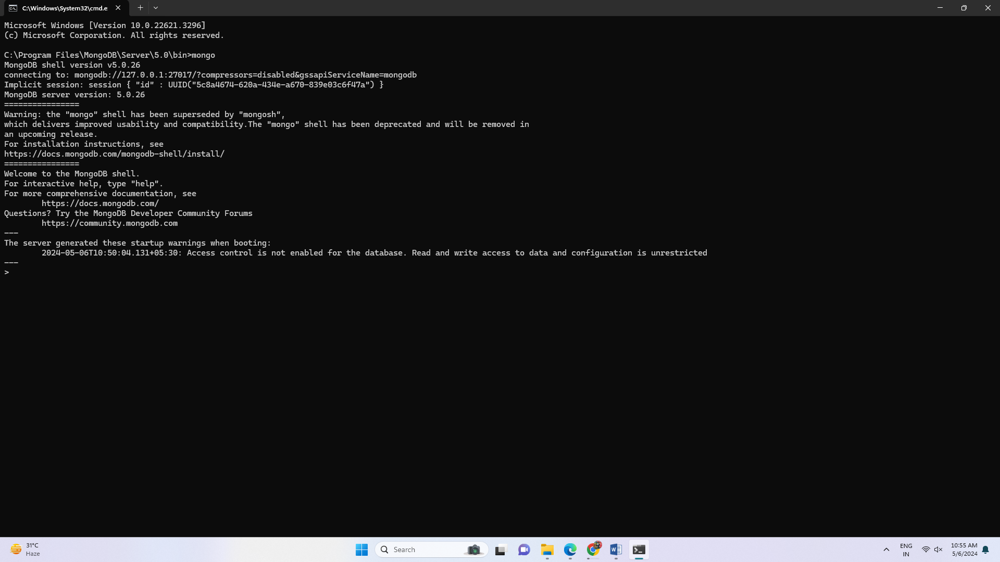 C:\Windows\System32\cmd.e
Microsoft Windows [Version 10.0.22621.3296]
(c) Microsoft Corporation. All rights reserved.
C:\Program Files\MongoDB\Server\5.0\bin>mongo
MongoDB shell version v5.0.26
connecting to: mongodb://127.0.0.1:27017/?compressors=disabled&gssapiServiceName=mongodb
Implicit session: session { "id" : UUID("5c8a4674-620a-434e-a670-839e03c6f47a") }
MongoDB server version: 5.0.26
================
Warning: the "mongo" shell has been superseded by "mongosh",
which delivers improved usability and compatibility.The "mongo" shell has been deprecated and will be removed in
an upcoming release.
For installation instructions, see
https://docs.mongodb.com/mongodb-shell/install/
================
Welcome to the MongoDB shell.
For interactive help, type "help".
For more comprehensive documentation, see
https://docs.mongodb.com/
Questions? Try the MongoDB Developer Community Forums
https://community.mongodb.com
---
The server generated these startup warnings when booting:
2024-05-06T10:50:04.131+05:30: Access control is not enabled for the database. Read and write access to data and configuration is unrestricted
---
>
31°C
Haze
Search
ENG
IN
10:55 AM
5/6/2024